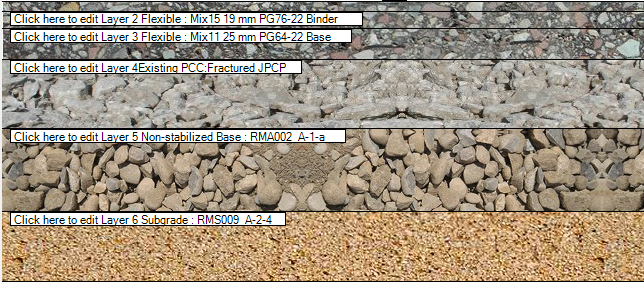 Click here to edit Layer 2 Flexible : Mix15 19 mm PG76-22 Binder
Click here to edit Layer 3 Flexible : Mix11 25 mm PG64-22 Base
Click here to edit Layer 4Existing PCC:Fractured JPCP
Click here to edit Layer 5 Non-stabilized Base : RMA002 A-1-a
Click here to edit Layer 6 Subgrade : RMS009 A-2-4